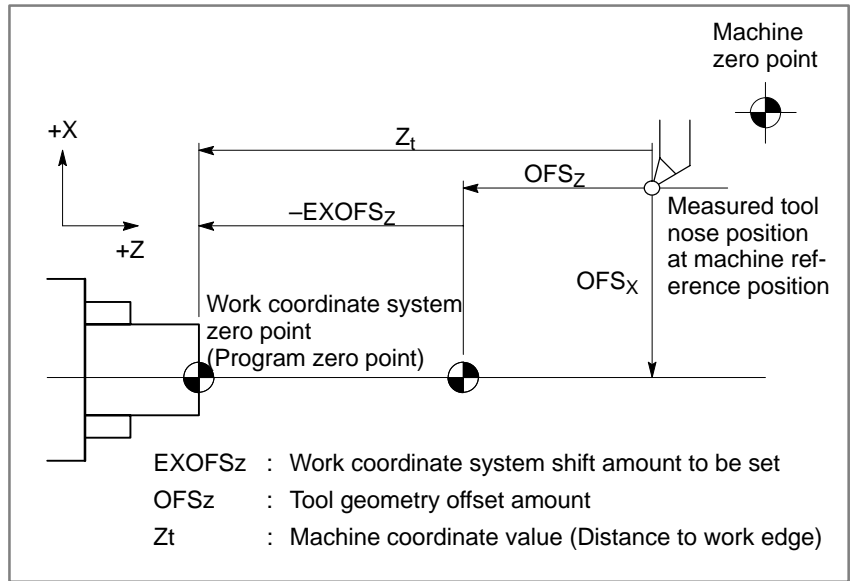 Machine
zero point
+X
Zt
OFSZ
–EXOFSZ
+Z
Measured tool
nose position
at machine ref-
erence position
OFSX
Work coordinate system
zero point
(Program zero point)
EXOFSz : Work coordinate system shift amount to be set
OFSz : Tool geometry offset amount
Zt : Machine coordinate value (Distance to work edge)